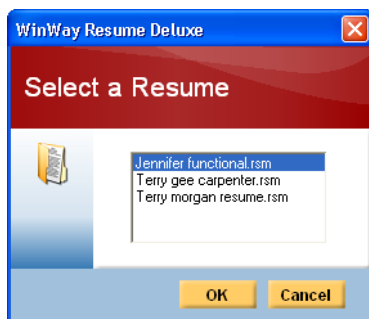 WinWay Resume Deluxe
Select a Resume
Jennifer functional.rsm
Terry gee carpenter.rsm
Terry morgan resume.rsm
OK Cancel